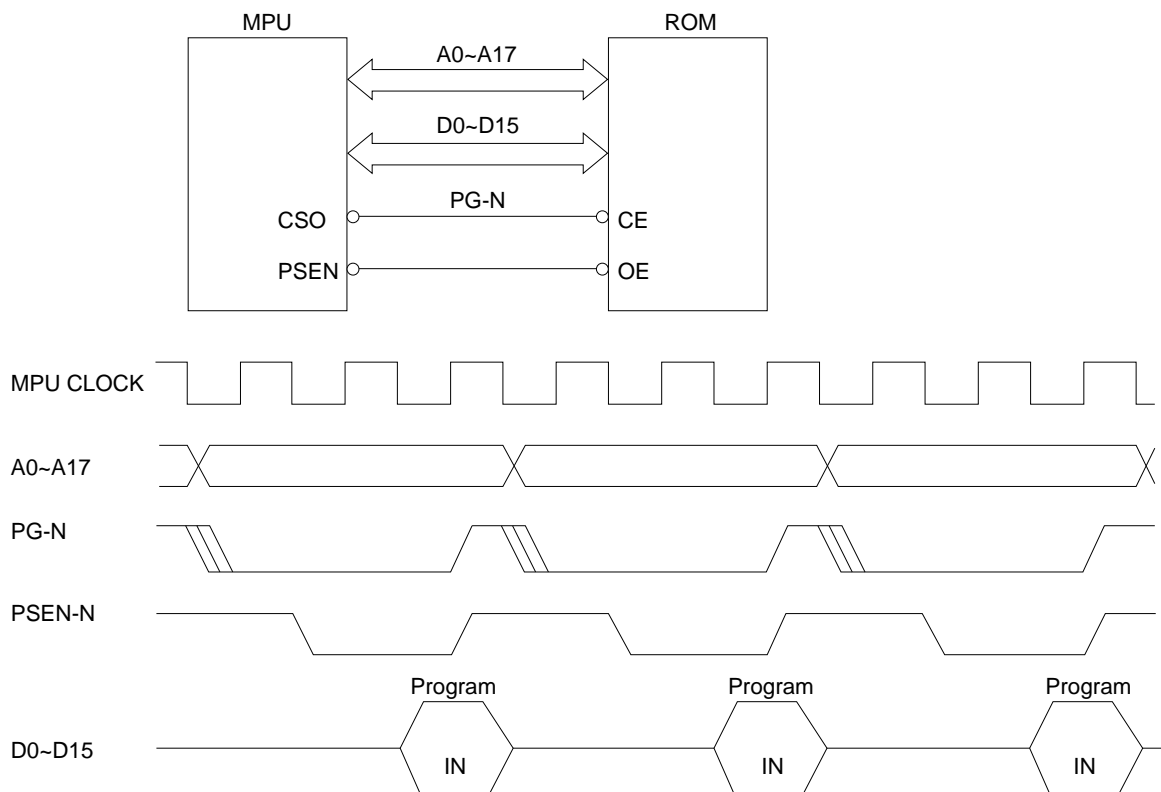 MPU
ROM
A0~A17
D0~D15
CSO
PG-N
CE
PSEN
OE
MPU CLOCK
A0~A17
PG-N
PSEN-N
Program
Program
Program
D0~D15
IN
IN
IN